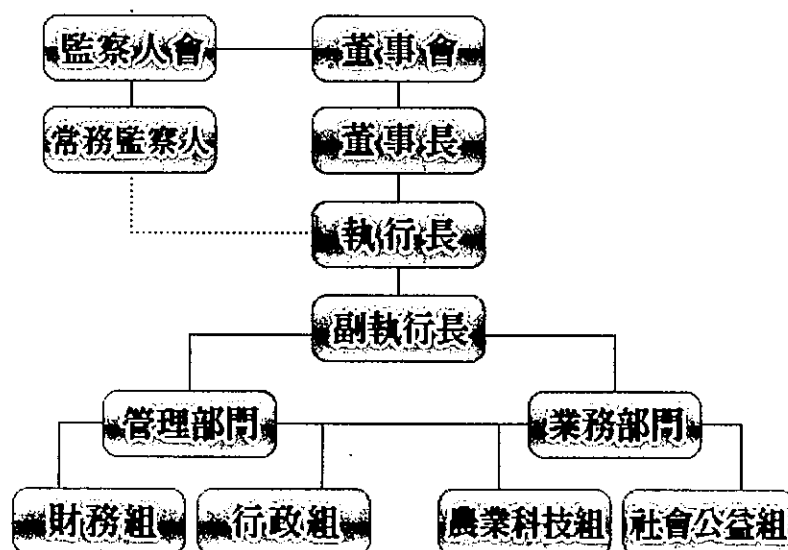 監察人會
董事會
常務監察人
董事長
執行長
副執行長
管理部門
業務部門
財務組
行政組
農業科技組
社會公益組